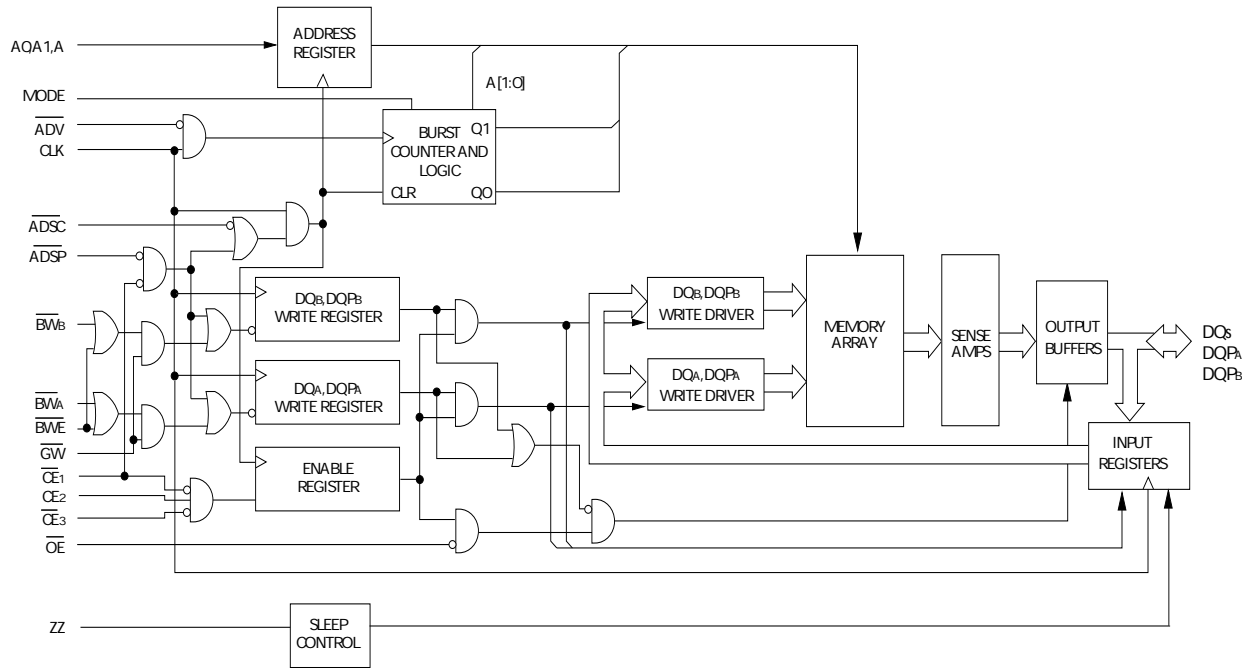 AQA1,A
ADDRESS
REGISTER
A[1:0]
MODE
ADV
CLK
BURST
COUNTER AND
LOGIC
Q1
CLR
Q0
ADSC
ADSP
DQB,DQPB
WRITE REGISTER
DQB,DQPB
WRITE DRIVER
MEMORY
ARRAY
SENSE
AMPS
OUTPUT
BUFFERS
DQs
DQPA
DQPB
BWB
DQA,DQPA
WRITE REGISTER
DQA,DQPA
WRITE DRIVER
BWA
BWE
GW
ENABLE
REGISTER
INPUT
REGISTERS
CE1
CE2
CE3
OE
ZZ
SLEEP
CONTROL